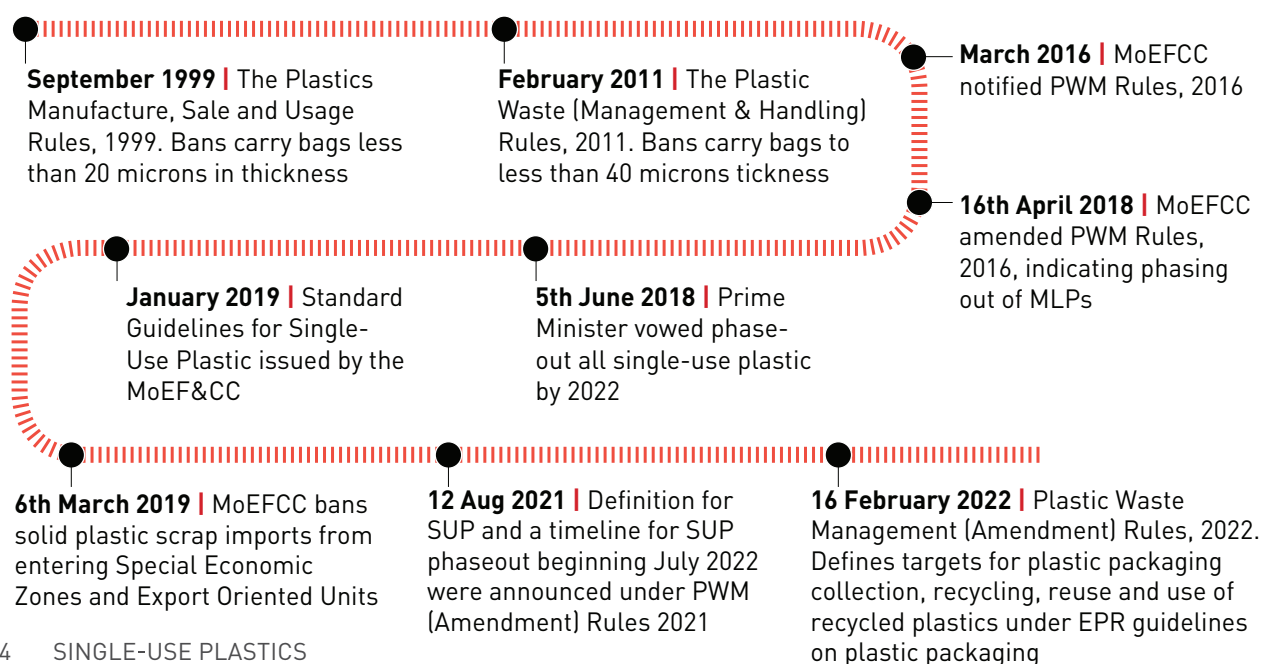 September 1999 | The Plastics
Manufacture, Sale and Usage
Rules, 1999. Bans carry bags less
than 20 microns in thickness
February 2011 | The Plastic
Waste (Management & Handling)
Rules, 2011. Bans carry bags to
less than 40 microns tickness
March 2016 | MoEFCC
notified PWM Rules, 2016
16th April 2018 | MoEFCC
amended PWM Rules,
2016, indicating phasing
out of MLPs
5th June 2018 | Prime
Minister vowed phase-
out all single-use plastic
by 2022
January 2019 | Standard
Guidelines for Single-
Use Plastic issued by the
MoEF&CC
6th March 2019 | MoEFCC bans
solid plastic scrap imports from
entering Special Economic
Zones and Export Oriented Units
12 Aug 2021 | Definition for
SUP and a timeline for SUP
phaseout beginning July 2022
were announced under PWM
(Amendment) Rules 2021
16 February 2022 | Plastic Waste
Management (Amendment) Rules, 2022.
Defines targets for plastic packaging
collection, recycling, reuse and use of
recycled plastics under EPR guidelines
on plastic packaging
4 SINGLE-USE PLASTICS